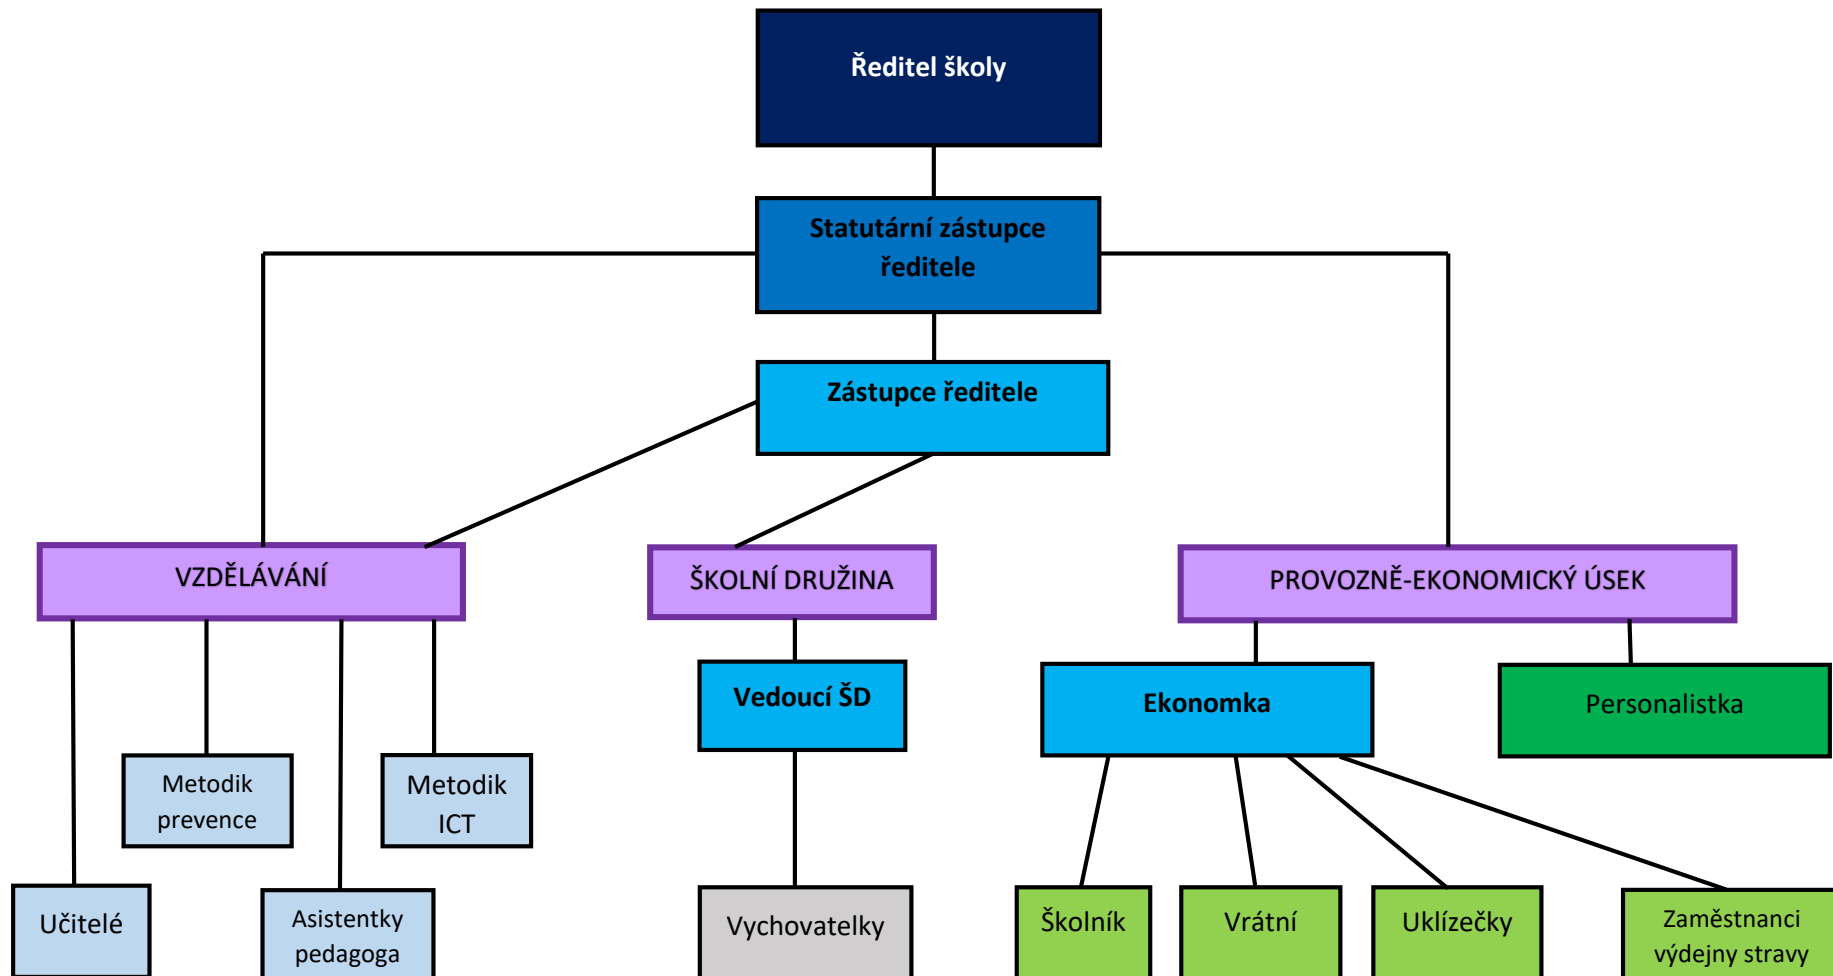 Ředitel školy
Statutární zástupce
ředitele
Zástupce ředitele
VZDĚLÁVÁNÍ
ŠKOLNÍ DRUŽINA
PROVOZNĚ-EKONOMICKÝ ÚSEK
Vedoucí ŠD
Ekonomka
Personalistka
Metodik
prevence
Metodik
ICT
Učitelé
Asistentky
pedagoga
Vychovatelky
Školník
Vrátní
Uklízečky
Zaměstnanci
výdejny stravy